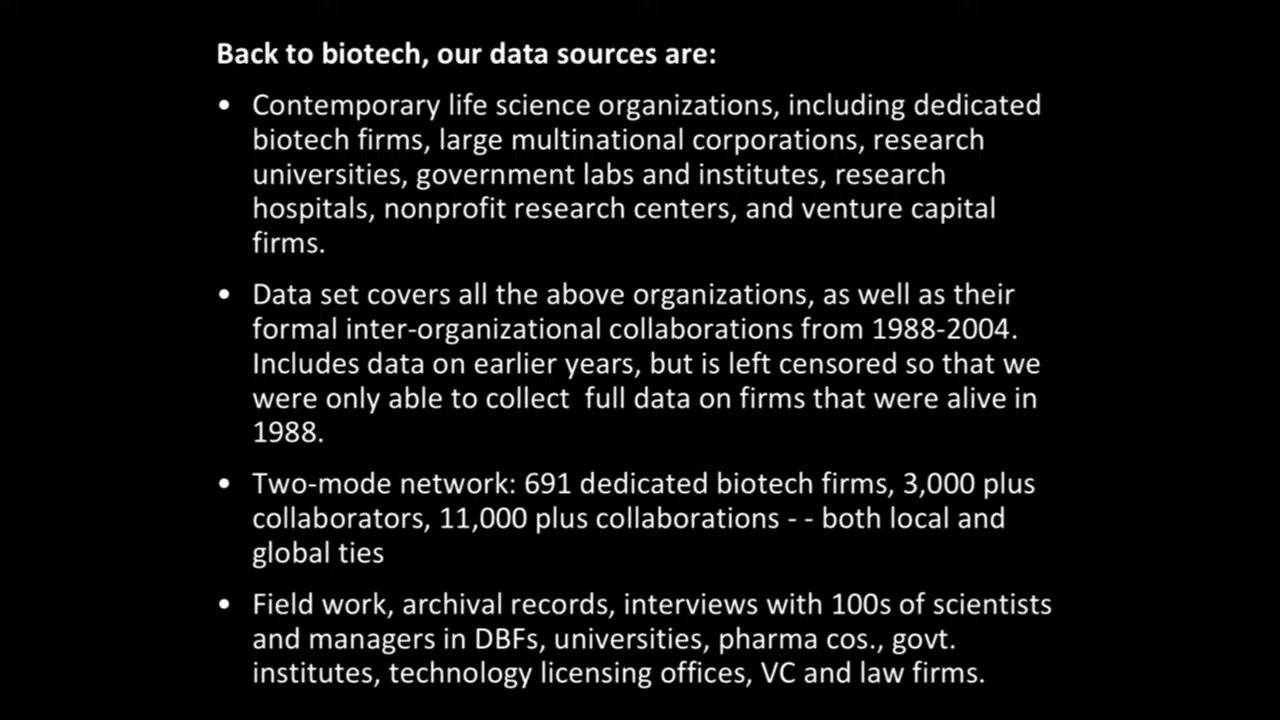 Back to biotech, our data sources are:
• Contemporary life science organizations, including dedicated
biotech firms, large multinational corporations, research
universities, government labs and institutes, research
hospitals, nonprofit research centers, and venture capital
firms.
• Data set covers all the above organizations, as well as their
formal inter-organizational collaborations from 1988-2004.
Includes data on earlier years, but is left censored so that we
were only able to collect  full data on firms that were alive in
1988.
• Two-mode network: 691 dedicated biotech firms, 3,000 plus
collaborators, 11,000 plus collaborations - - both local and
global ties
• Field work, archival records, interviews with 100s of scientists
and managers in DBFs, universities, pharma cos., govt.
institutes, technology licensing offices, VC and law firms.